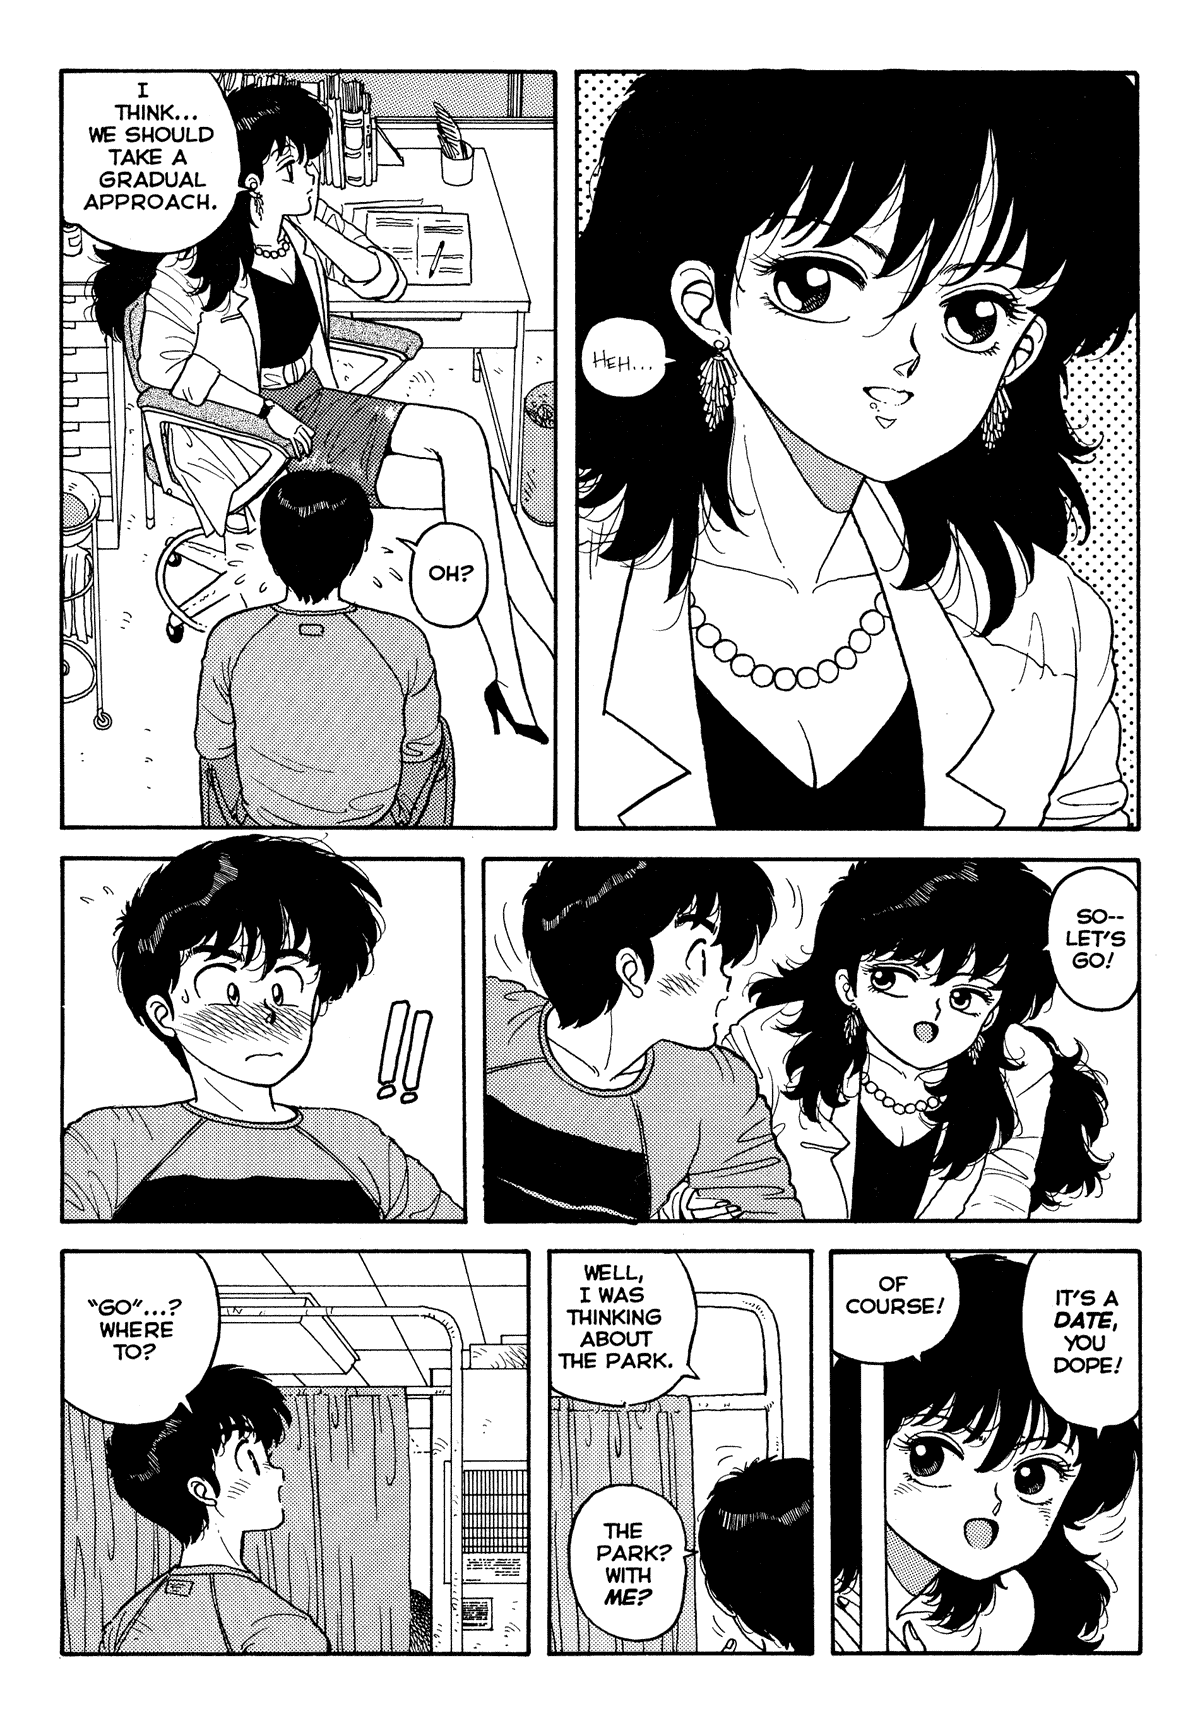 I
THINK...
WE SHOULD
TAKE A
GRADUAL
APPROACH.
OH?
HEH...
!!
SO--
LET'S
GO!
"GO"...?
WHERE
TO?
WELL,
I WAS
THINKING
ABOUT
THE PARK.
THE
PARK?
WITH
ME?
OF
COURSE!
IT'S A
DATE,
YOU
DOPE!